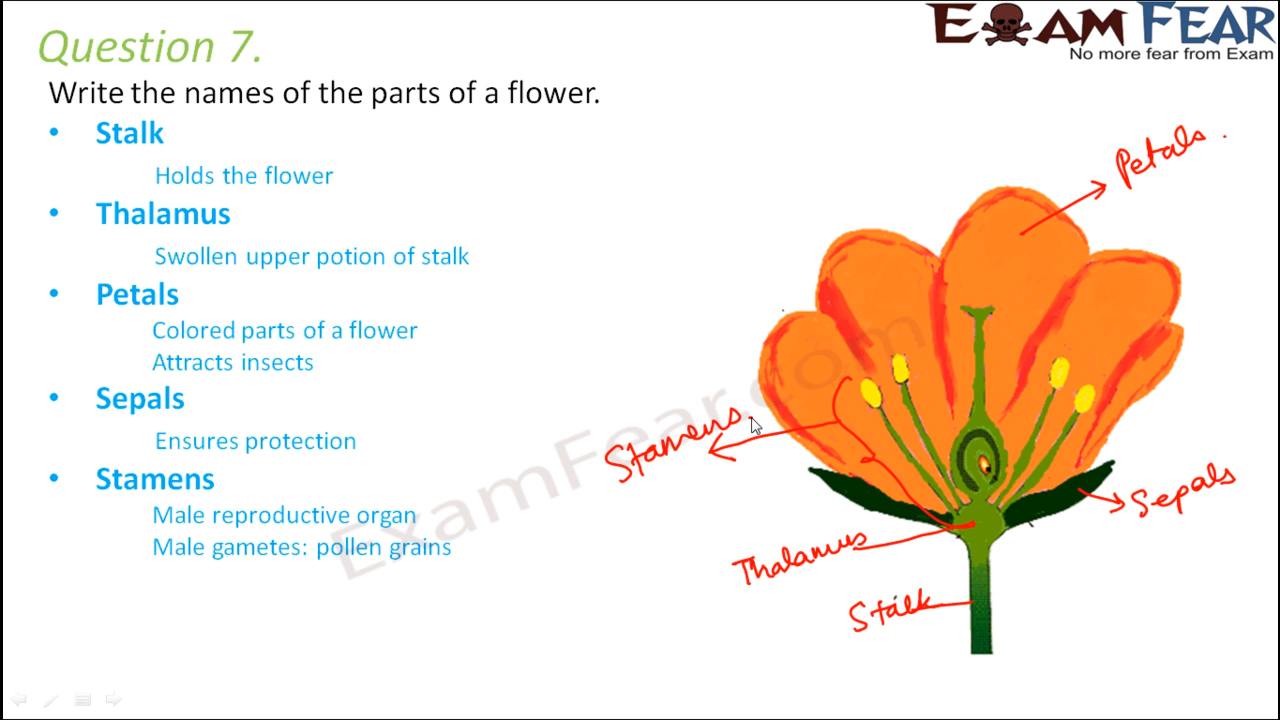 Question 7.
EXAM FEAR
No more fear from Exam
Write the names of the parts of a flower.
• Stalk
Holds the flower
• Thalamus
Swollen upper potion of stalk
• Petals
Colored parts of a flower
Attracts insects
• Sepals
Ensures protection
• Stamens
Male reproductive organ
Male gametes: pollen grains
Petals.
Stamens.
Sepals
Thalamus
Stalk
ExamFear.com